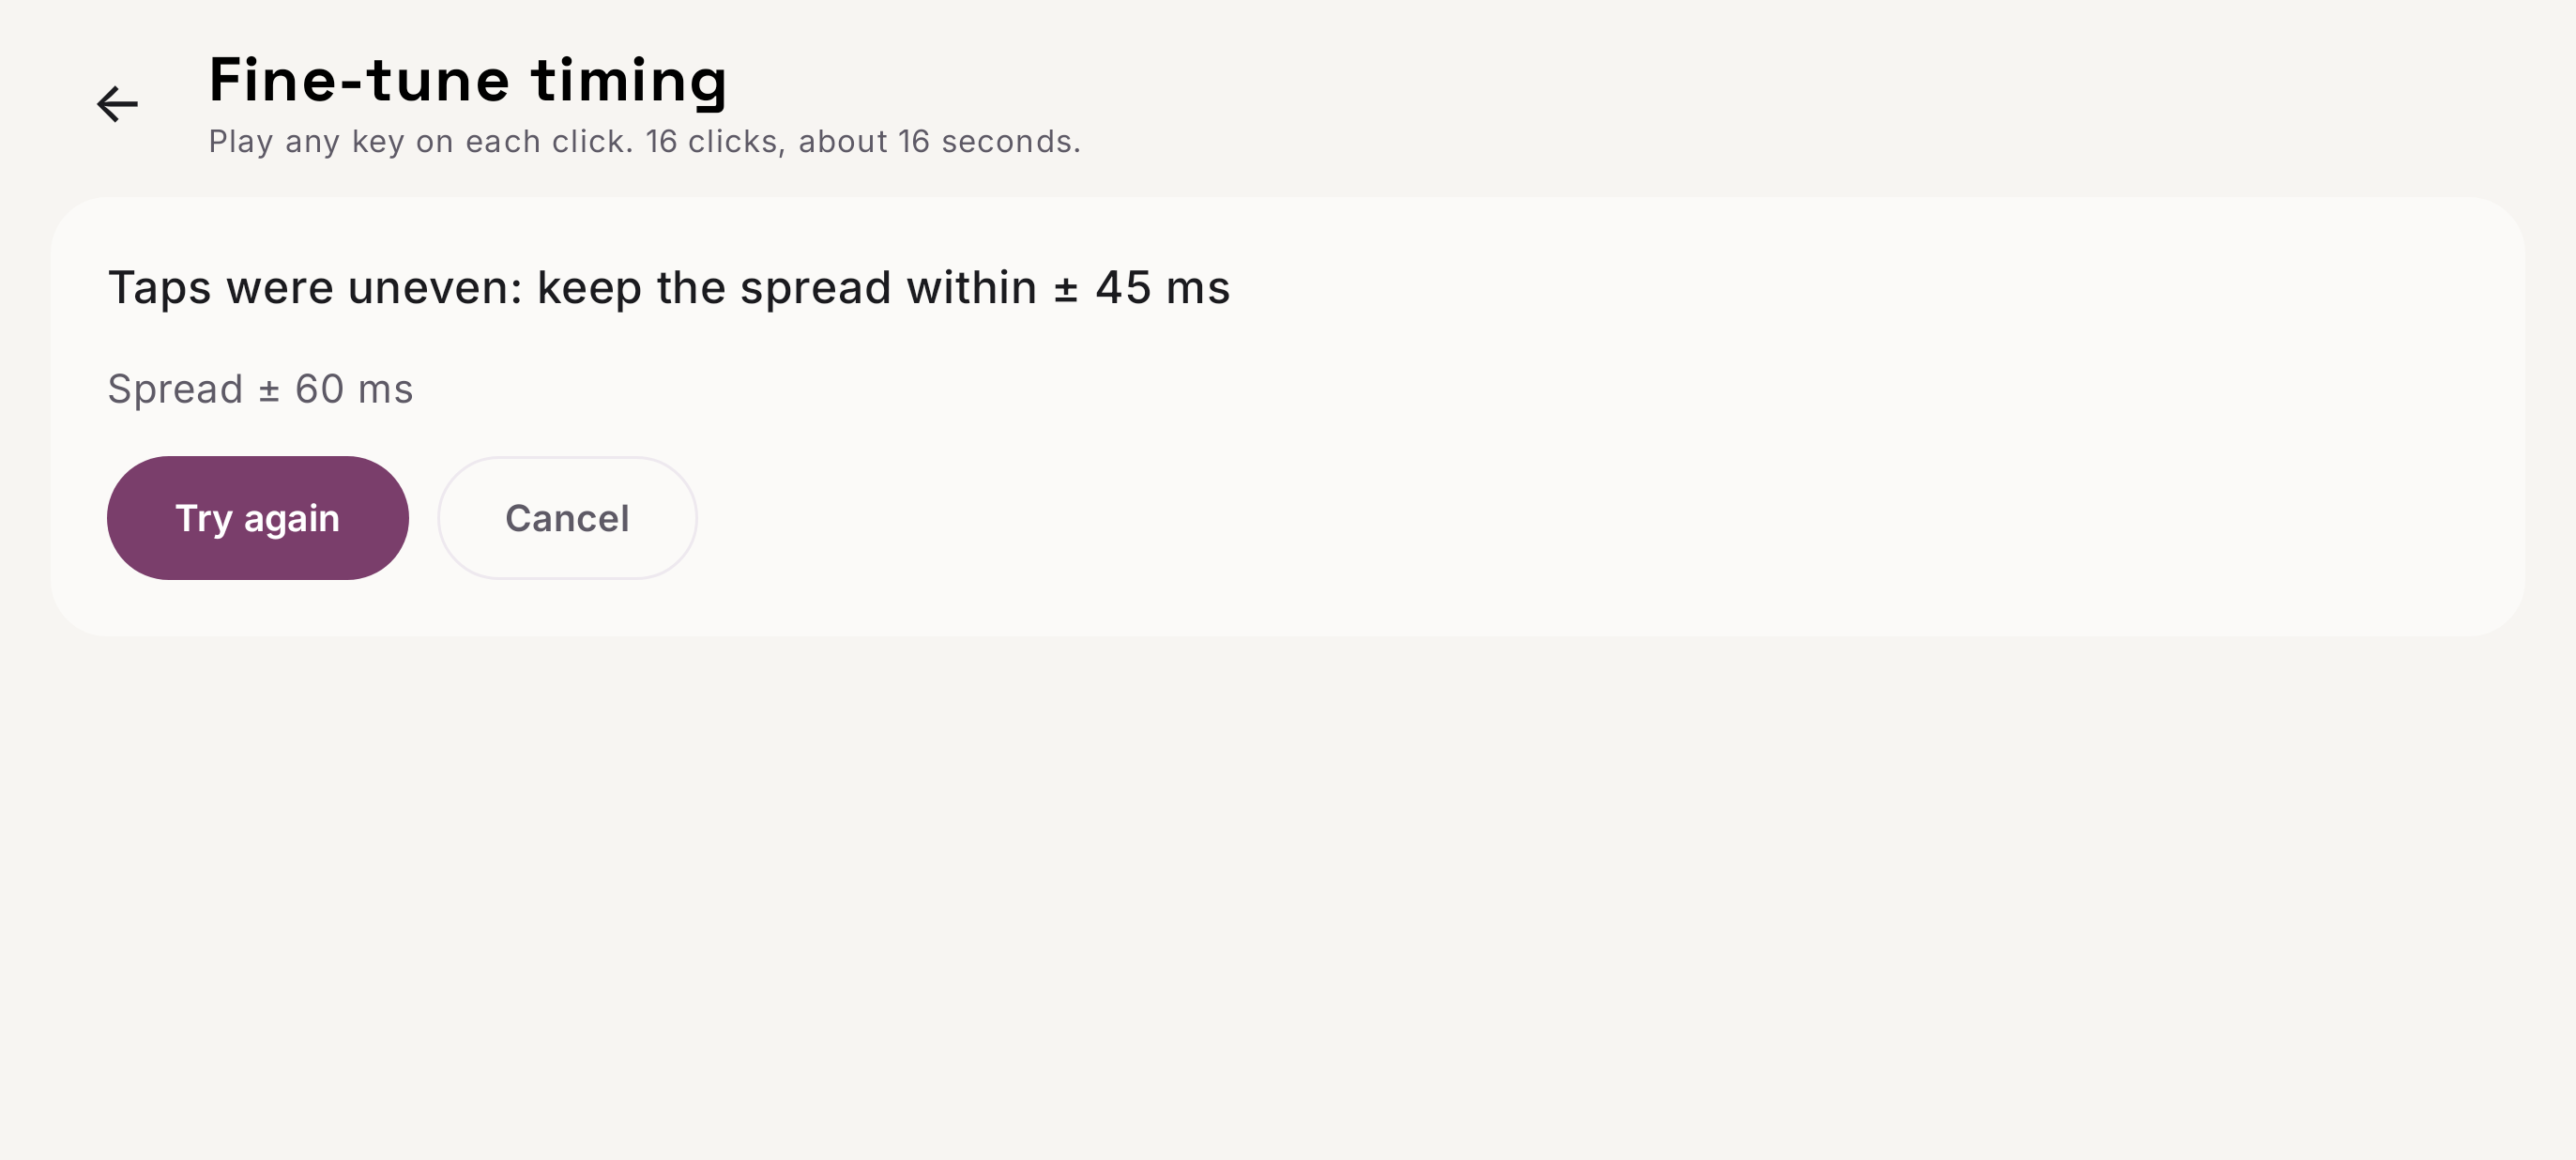 Fine-tune timing
Play any key on each click. 16 clicks, about 16 seconds.
Taps were uneven: keep the spread within ± 45 ms
Spread ± 60 ms
Try again
Cancel